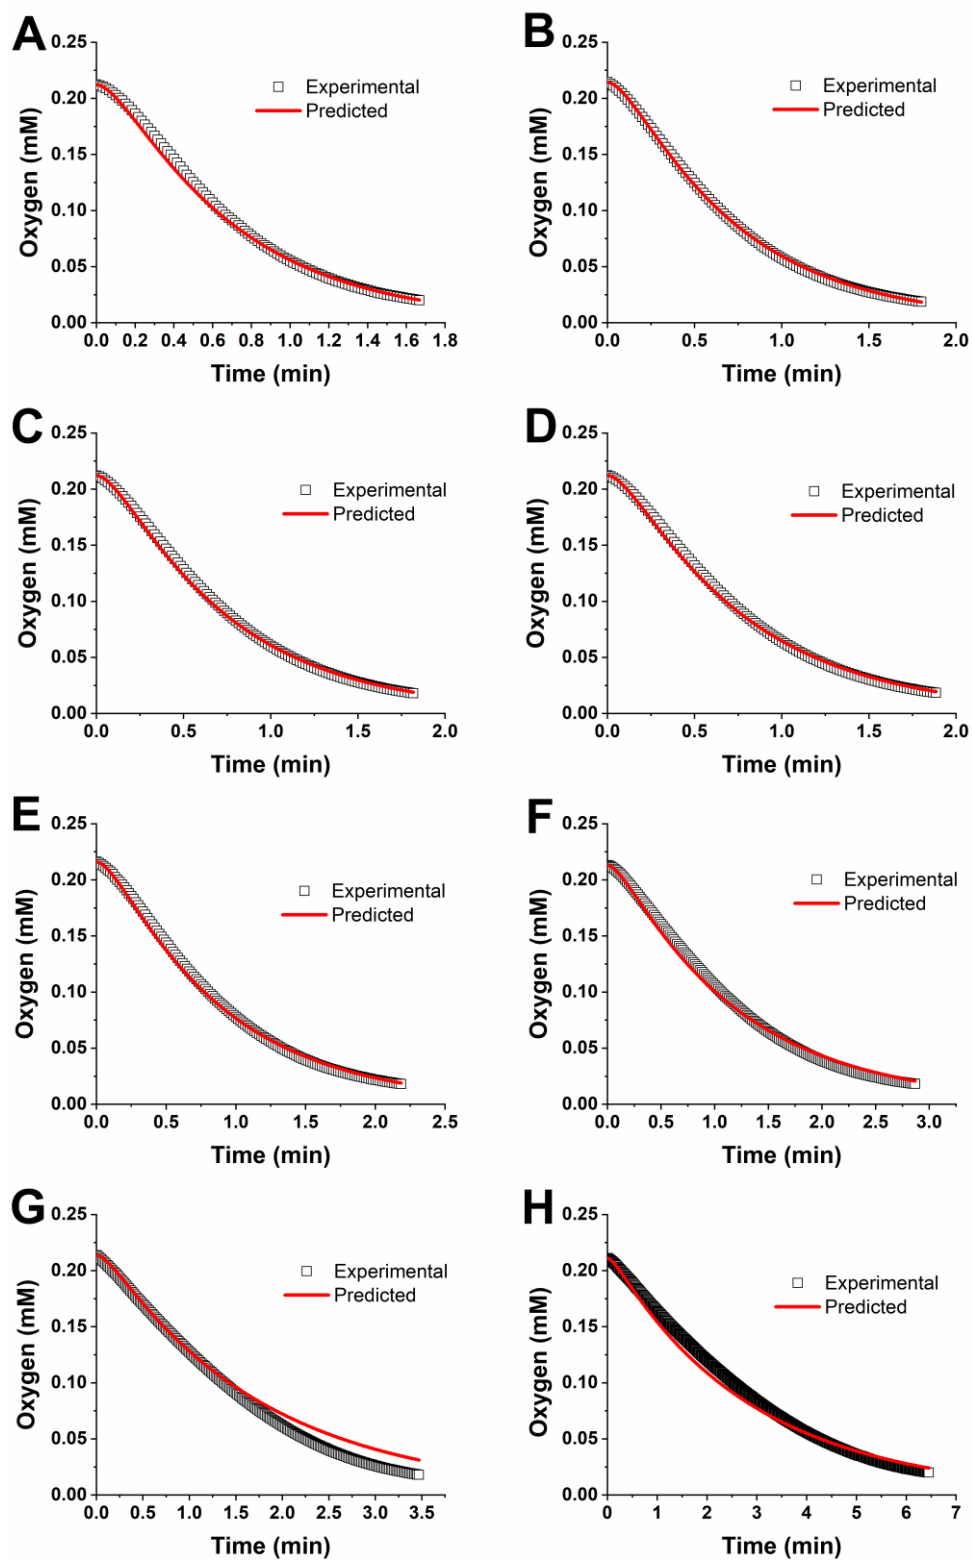 A
0.25
0.20
0.15
0.10
0.05
0.00
Oxygen (mM)
Experimental
Predicted
0.0 0.2 0.4 0.6 0.8 1.0 1.2 1.4 1.6 1.8
Time (min)
B
0.25
0.20
0.15
0.10
0.05
0.00
Oxygen (mM)
Experimental
Predicted
0.0 0.5 1.0 1.5 2.0
Time (min)
C
0.25
0.20
0.15
0.10
0.05
0.00
Oxygen (mM)
Experimental
Predicted
0.0 0.5 1.0 1.5 2.0
Time (min)
D
0.25
0.20
0.15
0.10
0.05
0.00
Oxygen (mM)
Experimental
Predicted
0.0 0.5 1.0 1.5 2.0
Time (min)
E
0.25
0.20
0.15
0.10
0.05
0.00
Oxygen (mM)
Experimental
Predicted
0.0 0.5 1.0 1.5 2.0 2.5
Time (min)
F
0.25
0.20
0.15
0.10
0.05
0.00
Oxygen (mM)
Experimental
Predicted
0.0 0.5 1.0 1.5 2.0 2.5 3.0
Time (min)
G
0.25
0.20
0.15
0.10
0.05
0.00
Oxygen (mM)
Experimental
Predicted
0.0 0.5 1.0 1.5 2.0 2.5 3.0 3.5
Time (min)
H
0.25
0.20
0.15
0.10
0.05
0.00
Oxygen (mM)
Experimental
Predicted
0 1 2 3 4 5 6 7
Time (min)